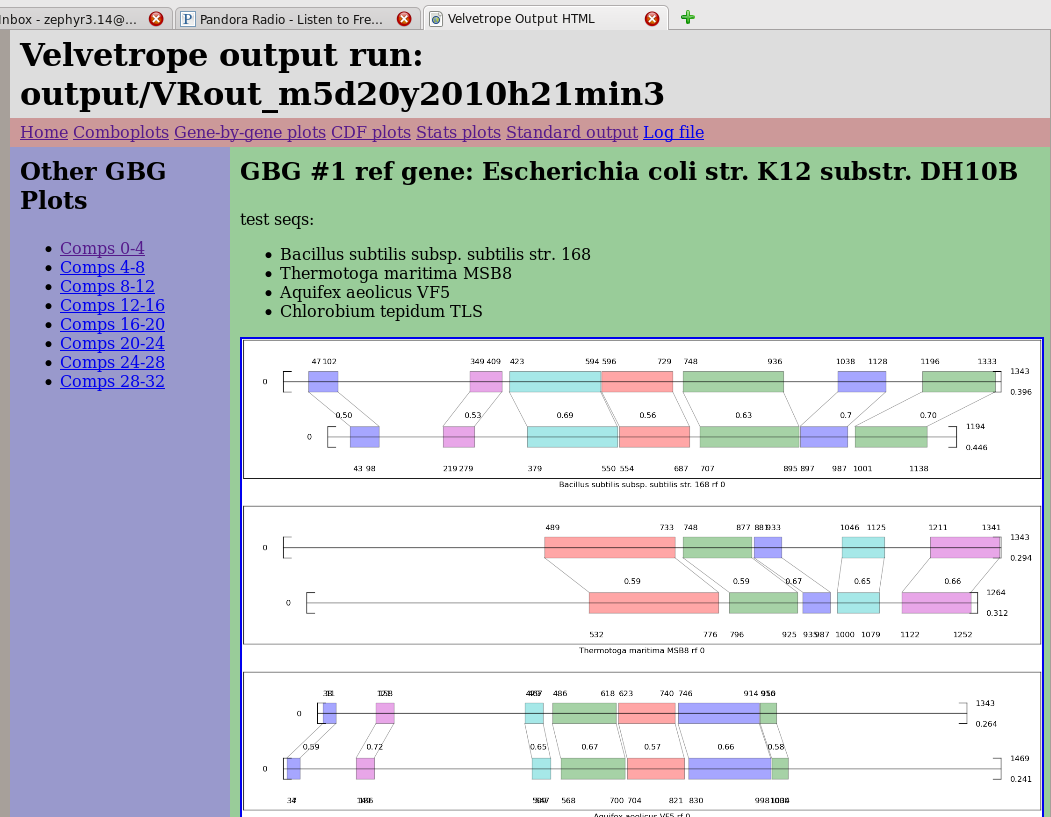 Inbox - zephyr3.14@... Pandora Radio - Listen to Fre... Velvetrope Output HTML
Velvetrope output run:
output/VRout_m5d20y2010h21min3
Home Comboplots Gene-by-gene plots CDF plots Stats plots Standard output Log file
Other GBG
Plots
Comps 0-4
Comps 4-8
Comps 8-12
Comps 12-16
Comps 16-20
Comps 20-24
Comps 24-28
Comps 28-32
GBG #1 ref gene: Escherichia coli str. K12 substr. DH10B
test seqs:
Bacillus subtilis subsp. subtilis str. 168
Thermotoga maritima MSB8
Aquifex aeolicus VF5
Chlorobium tepidum TLS
47 102 349 409 423 594 596 729 748 936 1038 1128 1196 1333
0 1343
0.396
0.50 0.53 0.69 0.56 0.63 0.7 0.70
0 1194
0.446
43 98 219 279 379 550 554 687 707 895 897 987 1001 1138
Bacillus subtilis subsp. subtilis str. 168 rf 0
489 733 748 877 933 1046 1125 1211 1341
0 1343
0.294
0.59 0.59 0.67 0.65 0.66
0 1264
0.312
532 776 796 925 987 1000 1079 1122 1252
Thermotoga maritima MSB8 rf 0
486 618 623 740 746 914
0 1343
0.264
0.59 0.72 0.65 0.67 0.57 0.66 0.58
0 1469
0.241
568 700 704 821 830 998
Aquifex aeolicus VF5 rf 0